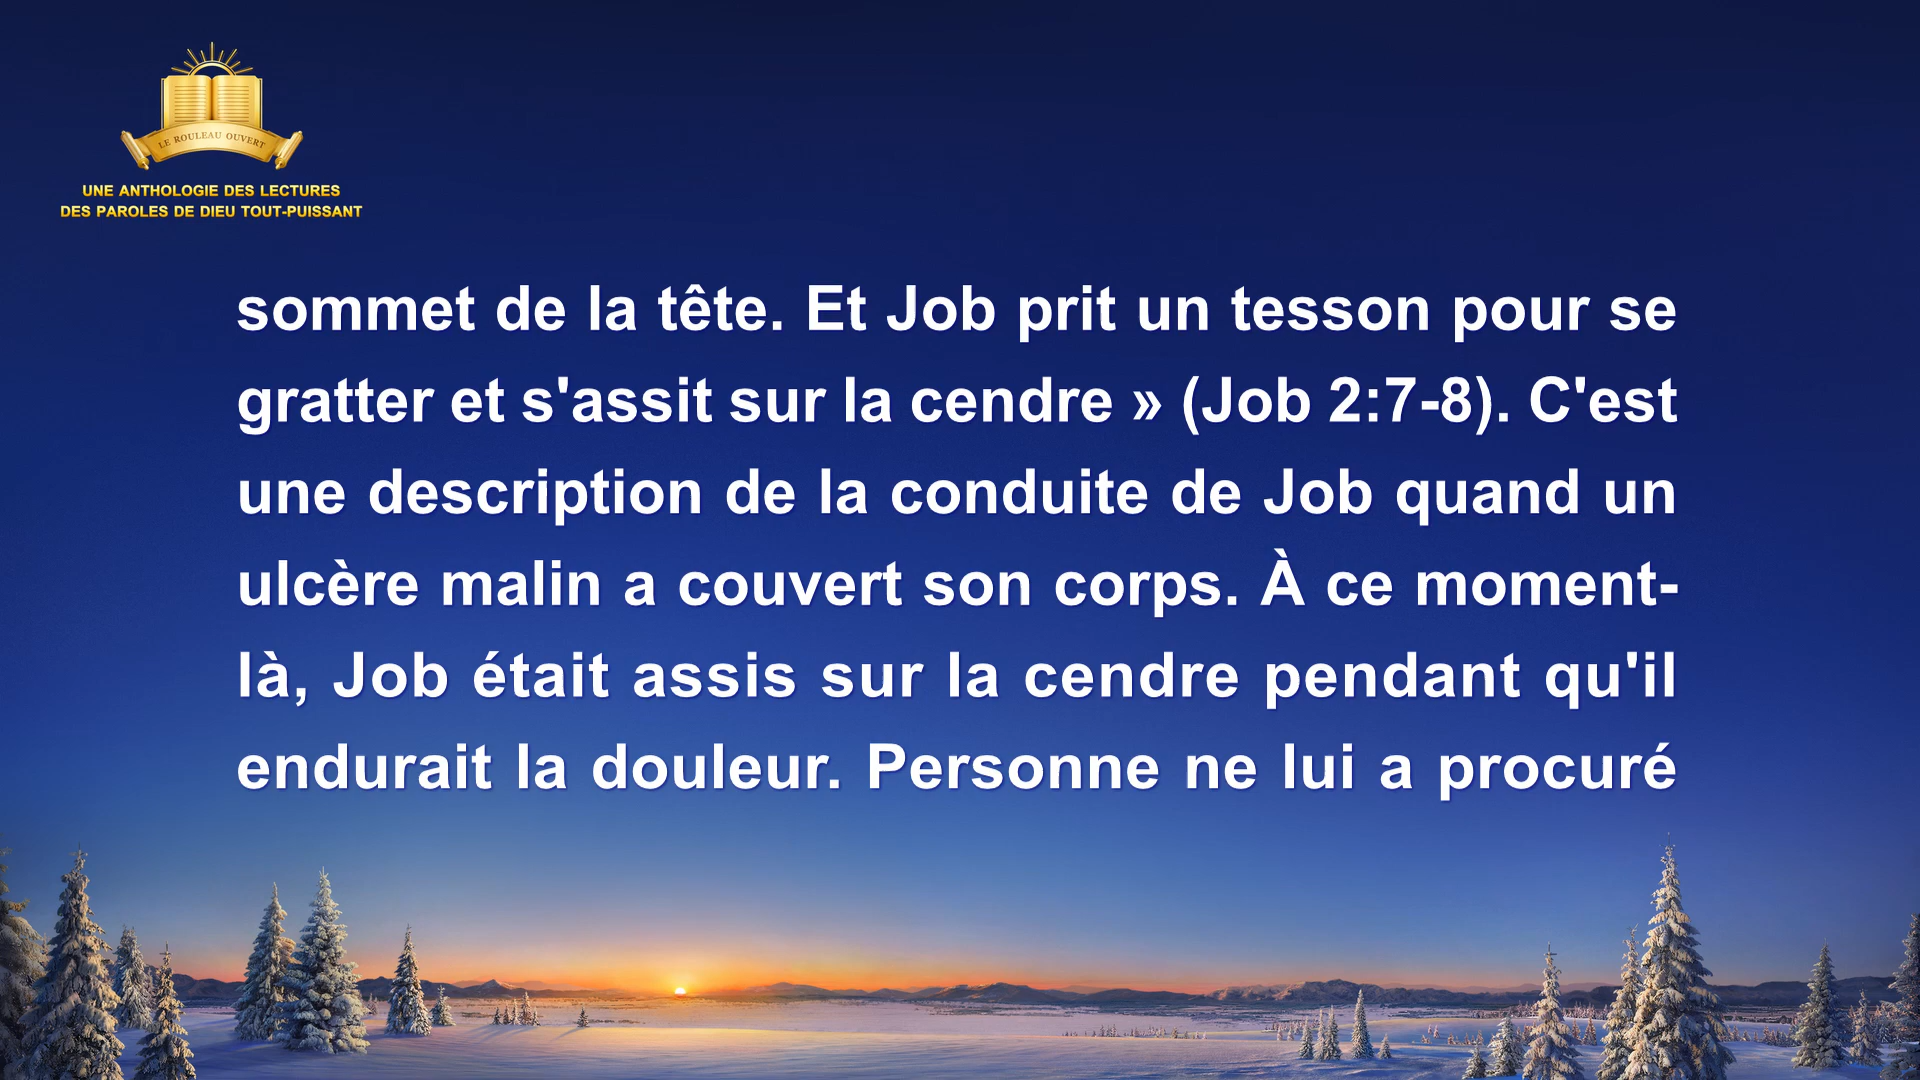 LE ROULEAU OUVERT
UNE ANTHOLOGIE DES LECTURES
DES PAROLES DE DIEU TOUT-PUISSANT
sommet de la tête. Et Job prit un tesson pour se
gratter et s'assit sur la cendre » (Job 2:7-8). C'est
une description de la conduite de Job quand un
ulcère malin a couvert son corps. À ce moment-
là, Job était assis sur la cendre pendant qu'il
endurait la douleur. Personne ne lui a procuré